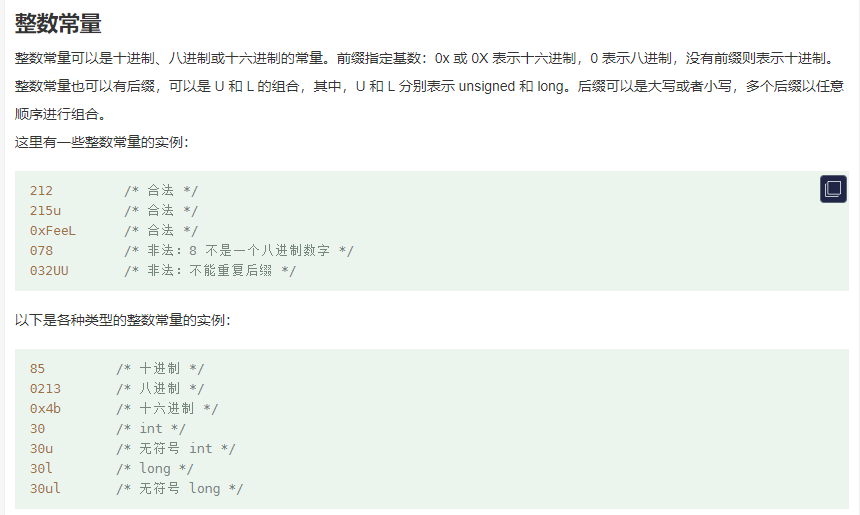 整数常量
整数常量可以是十进制、八进制或十六进制的常量。前缀指定基数：0x 或 0X 表示十六进制，0 表示八进制，没有前缀则表示十进制。
整数常量也可以有后缀，可以是 U 和 L 的组合，其中，U 和 L 分别表示 unsigned 和 long。后缀可以是大写或者小写，多个后缀以任意
顺序进行组合。
这里有一些整数常量的实例：
212         /* 合法 */
215u        /* 合法 */
0xFeeL      /* 合法 */
078         /* 非法：8 不是一个八进制数字 */
032UU       /* 非法：不能重复后缀 */
以下是各种类型的整数常量的实例：
85         /* 十进制 */
0213       /* 八进制 */
0x4b       /* 十六进制 */
30         /* int */
30u        /* 无符号 int */
30l        /* long */
30ul       /* 无符号 long */